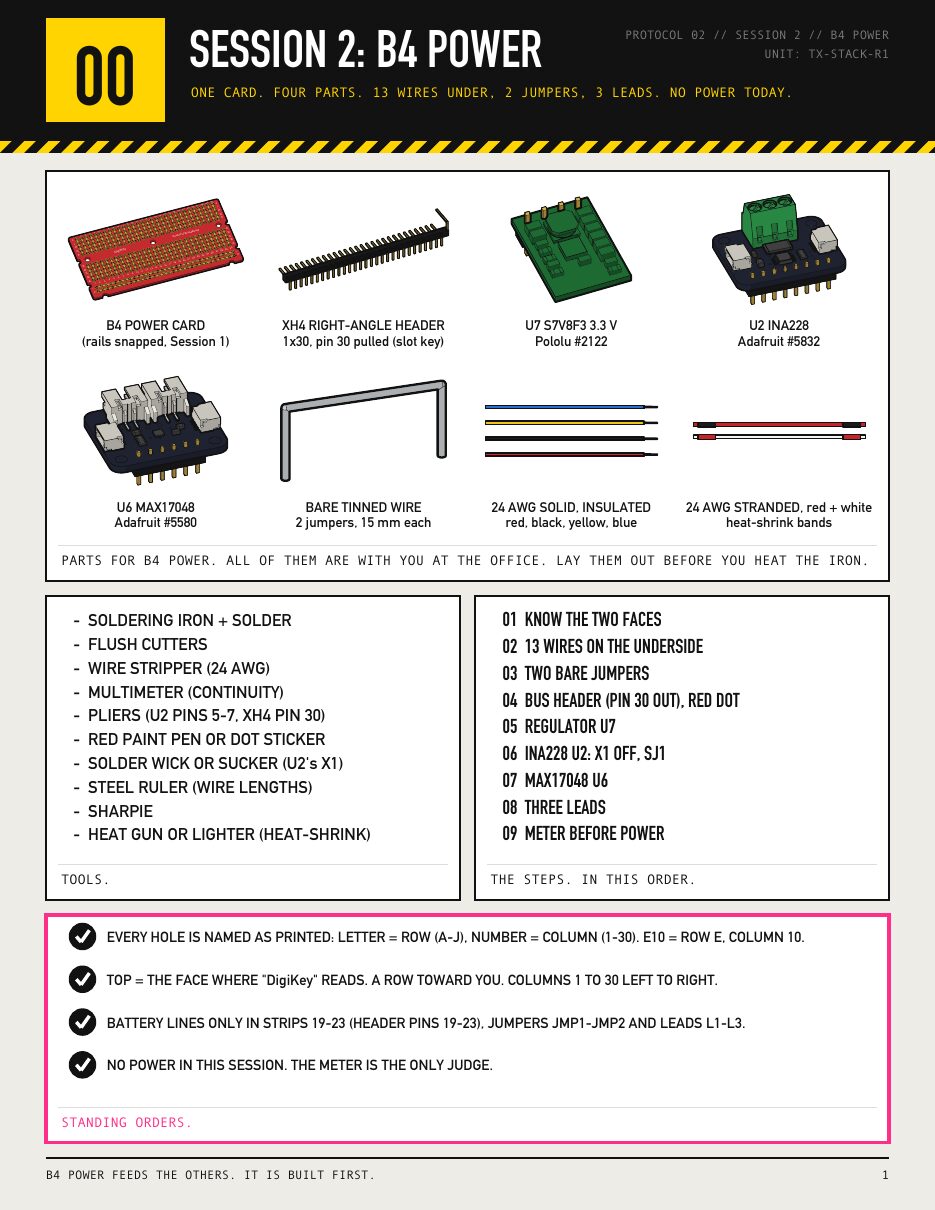 00
SESSION 2: B4 POWER
PROTOCOL 02 // SESSION 2 // B4 POWER
UNIT: TX-STACK-R1
ONE CARD. FOUR PARTS. 13 WIRES UNDER, 2 JUMPERS, 3 LEADS. NO POWER TODAY.
B4 POWER CARD
(rails snapped, Session 1)
XH4 RIGHT-ANGLE HEADER
1x30, pin 30 pulled (slot key)
U7 S7V8F3 3.3 V
Pololu #2122
U2 INA228
Adafruit #5832
U6 MAX17048
Adafruit #5580
BARE TINNED WIRE
2 jumpers, 15 mm each
24 AWG SOLID, INSULATED
red, black, yellow, blue
24 AWG STRANDED, red + white
heat-shrink bands
PARTS FOR B4 POWER. ALL OF THEM ARE WITH YOU AT THE OFFICE. LAY THEM OUT BEFORE YOU HEAT THE IRON.
- SOLDERING IRON + SOLDER
- FLUSH CUTTERS
- WIRE STRIPPER (24 AWG)
- MULTIMETER (CONTINUITY)
- PLIERS (U2 PINS 5-7, XH4 PIN 30)
- RED PAINT PEN OR DOT STICKER
- SOLDER WICK OR SUCKER (U2's X1)
- STEEL RULER (WIRE LENGTHS)
- SHARPIE
- HEAT GUN OR LIGHTER (HEAT-SHRINK)
TOOLS.
01 KNOW THE TWO FACES
02 13 WIRES ON THE UNDERSIDE
03 TWO BARE JUMPERS
04 BUS HEADER (PIN 30 OUT), RED DOT
05 REGULATOR U7
06 INA228 U2: X1 OFF, SJ1
07 MAX17048 U6
08 THREE LEADS
09 METER BEFORE POWER
THE STEPS. IN THIS ORDER.
EVERY HOLE IS NAMED AS PRINTED: LETTER = ROW (A-J), NUMBER = COLUMN (1-30). E10 = ROW E, COLUMN 10.
TOP = THE FACE WHERE "DigiKey" READS. A ROW TOWARD YOU. COLUMNS 1 TO 30 LEFT TO RIGHT.
BATTERY LINES ONLY IN STRIPS 19-23 (HEADER PINS 19-23), JUMPERS JMP1-JMP2 AND LEADS L1-L3.
NO POWER IN THIS SESSION. THE METER IS THE ONLY JUDGE.
STANDING ORDERS.
B4 POWER FEEDS THE OTHERS. IT IS BUILT FIRST.
1